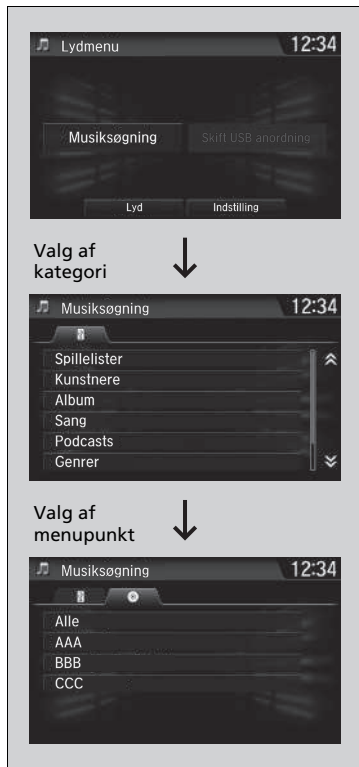 Lydmenu 12:34
Musiksøgning Skift USB anordning
Lyd Indstilling
Valg af
kategori
Musiksøgning 12:34
Spillelister
Kunstnere
Album
Sang
Podcasts
Genrer
Valg af
menupunkt
Musiksøgning 12:34
Alle
AAA
BBB
CCC